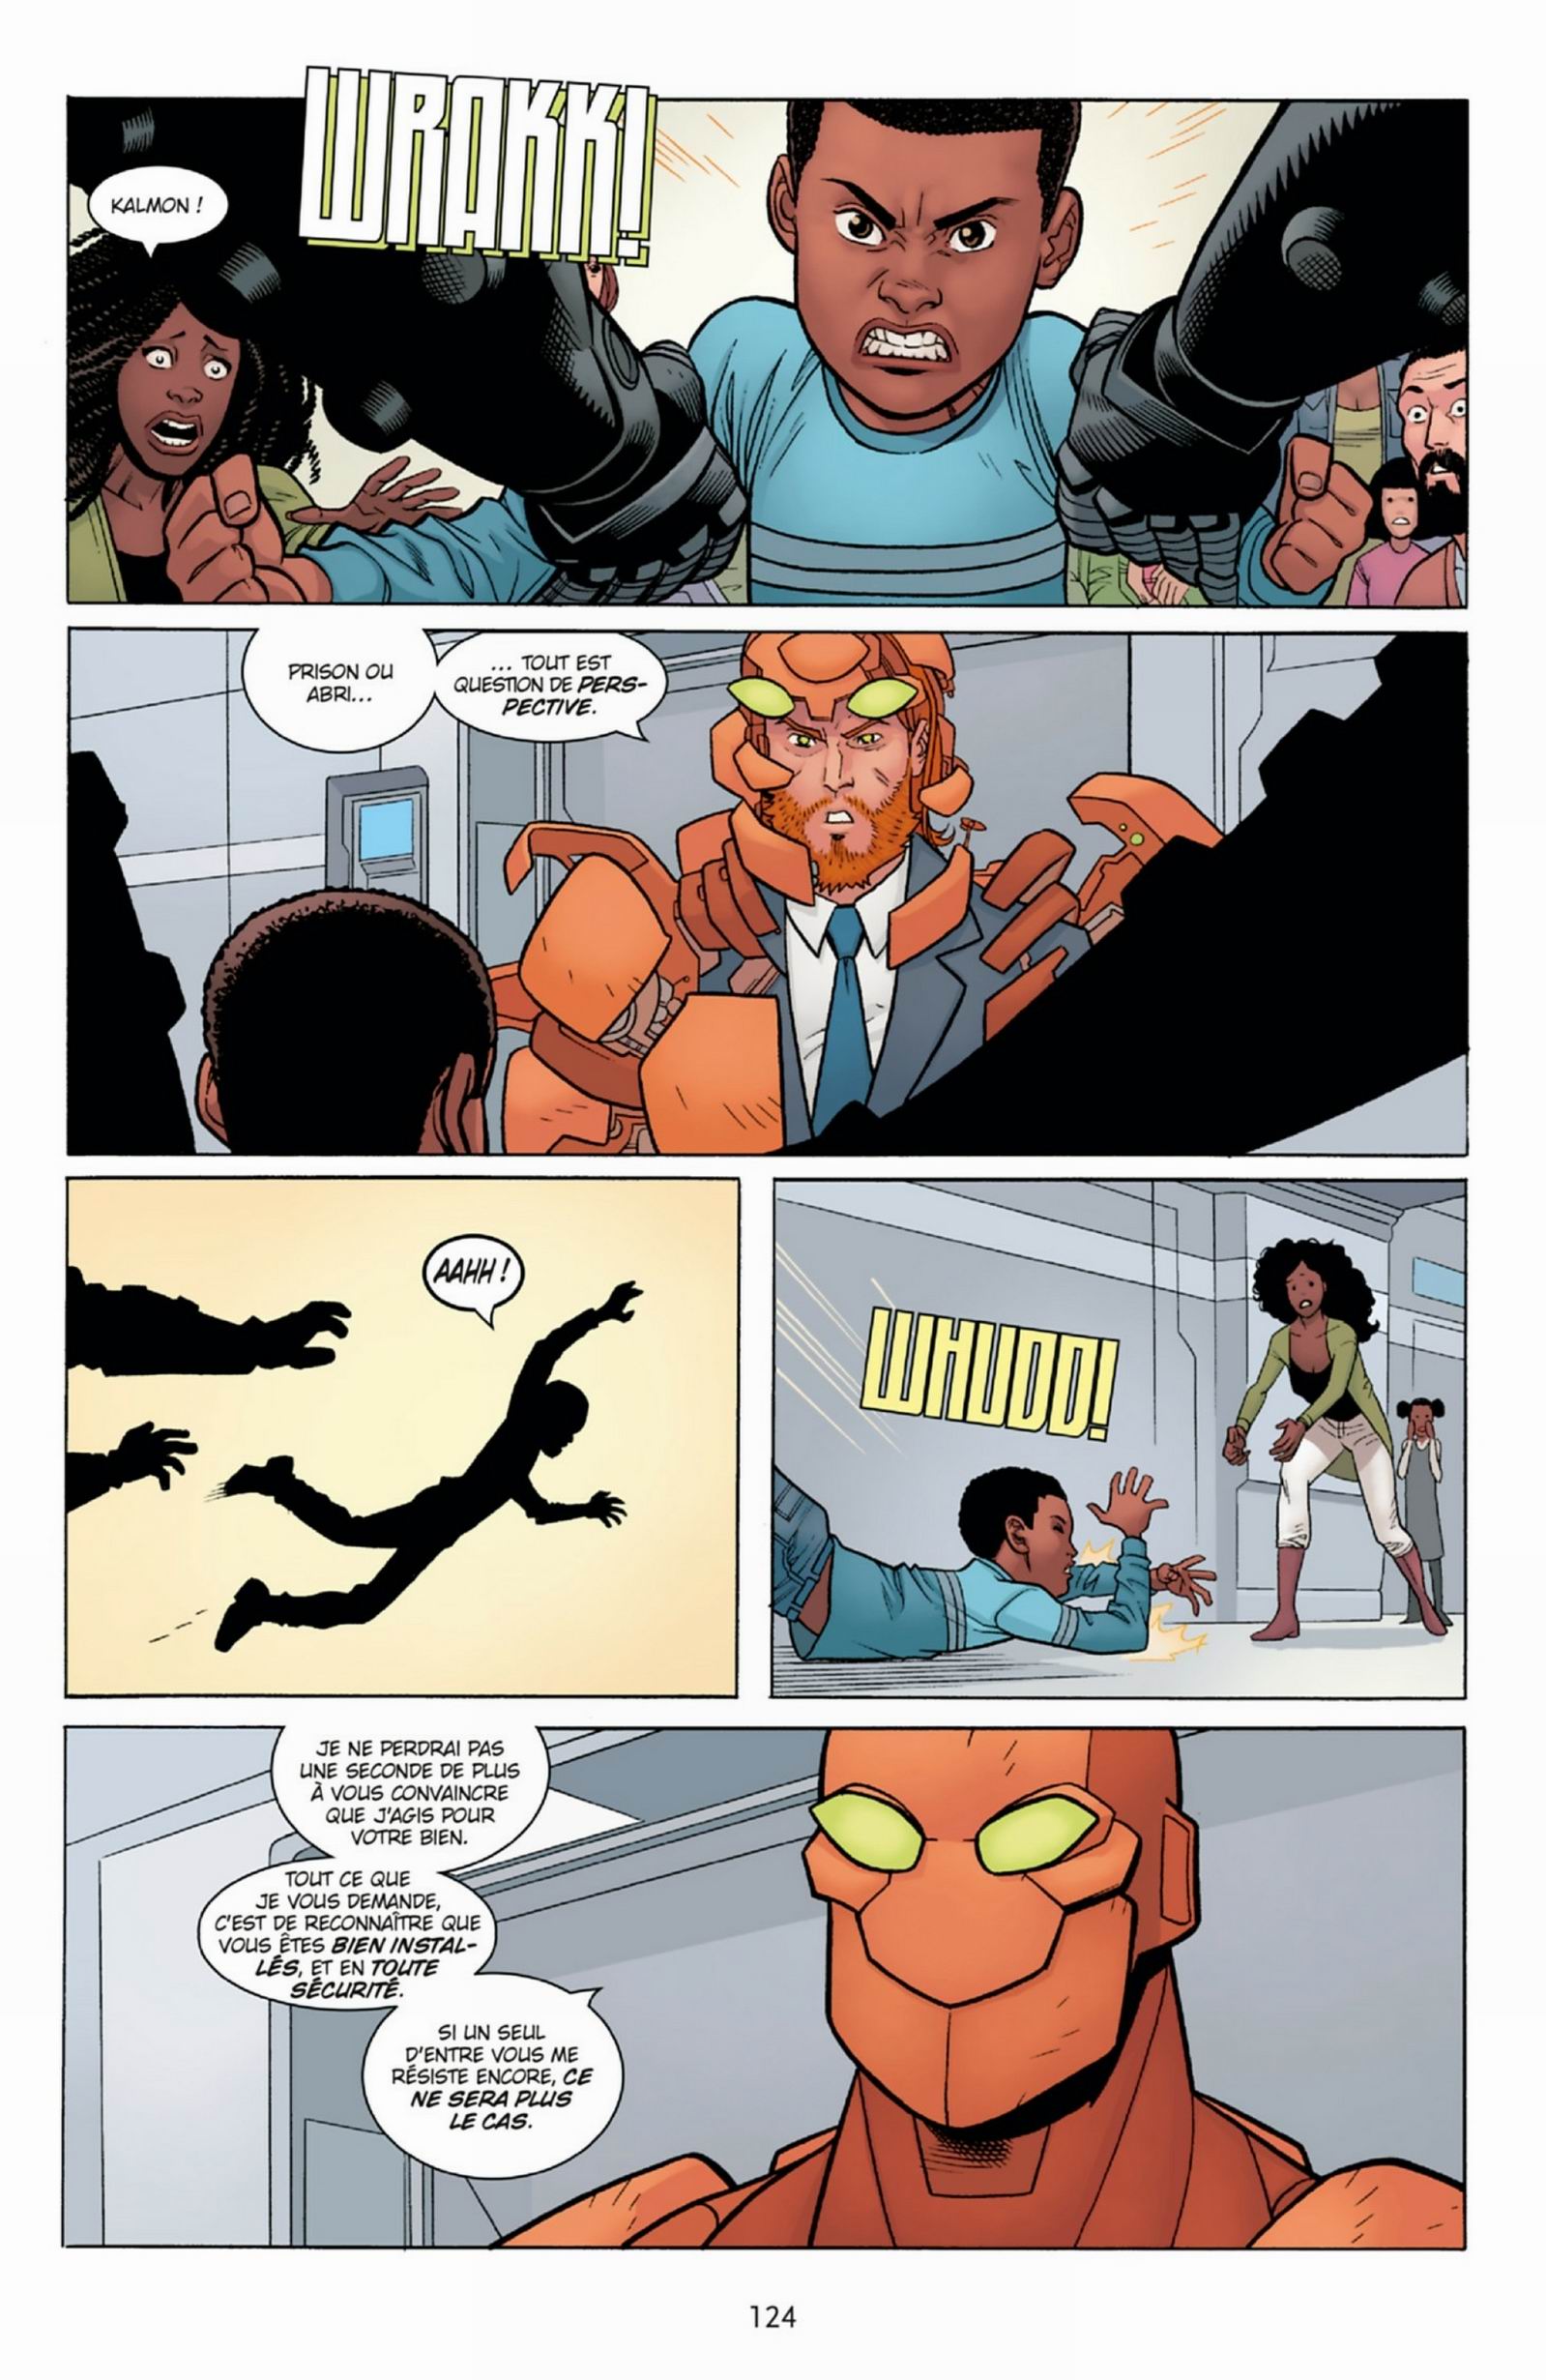 WRAKK!
KALMON !
PRISON OU
ABRI...
... TOUT EST
QUESTION DE PERS-
PECTIVE.
AAHH !
WHUDD!
JE NE PERDRAI PAS
UNE SECONDE DE PLUS
À VOUS CONVAINCRE
QUE J'AGIS POUR
VOTRE BIEN.
TOUT CE QUE
JE VOUS DEMANDE,
C'EST DE RECONNAÎTRE QUE
VOUS ÊTES BIEN INSTAL-
LÉS, ET EN TOUTE
SÉCURITÉ.
SI UN SEUL
D'ENTRE VOUS ME
RÉSISTE ENCORE, CE
NE SERA PLUS
LE CAS.
124